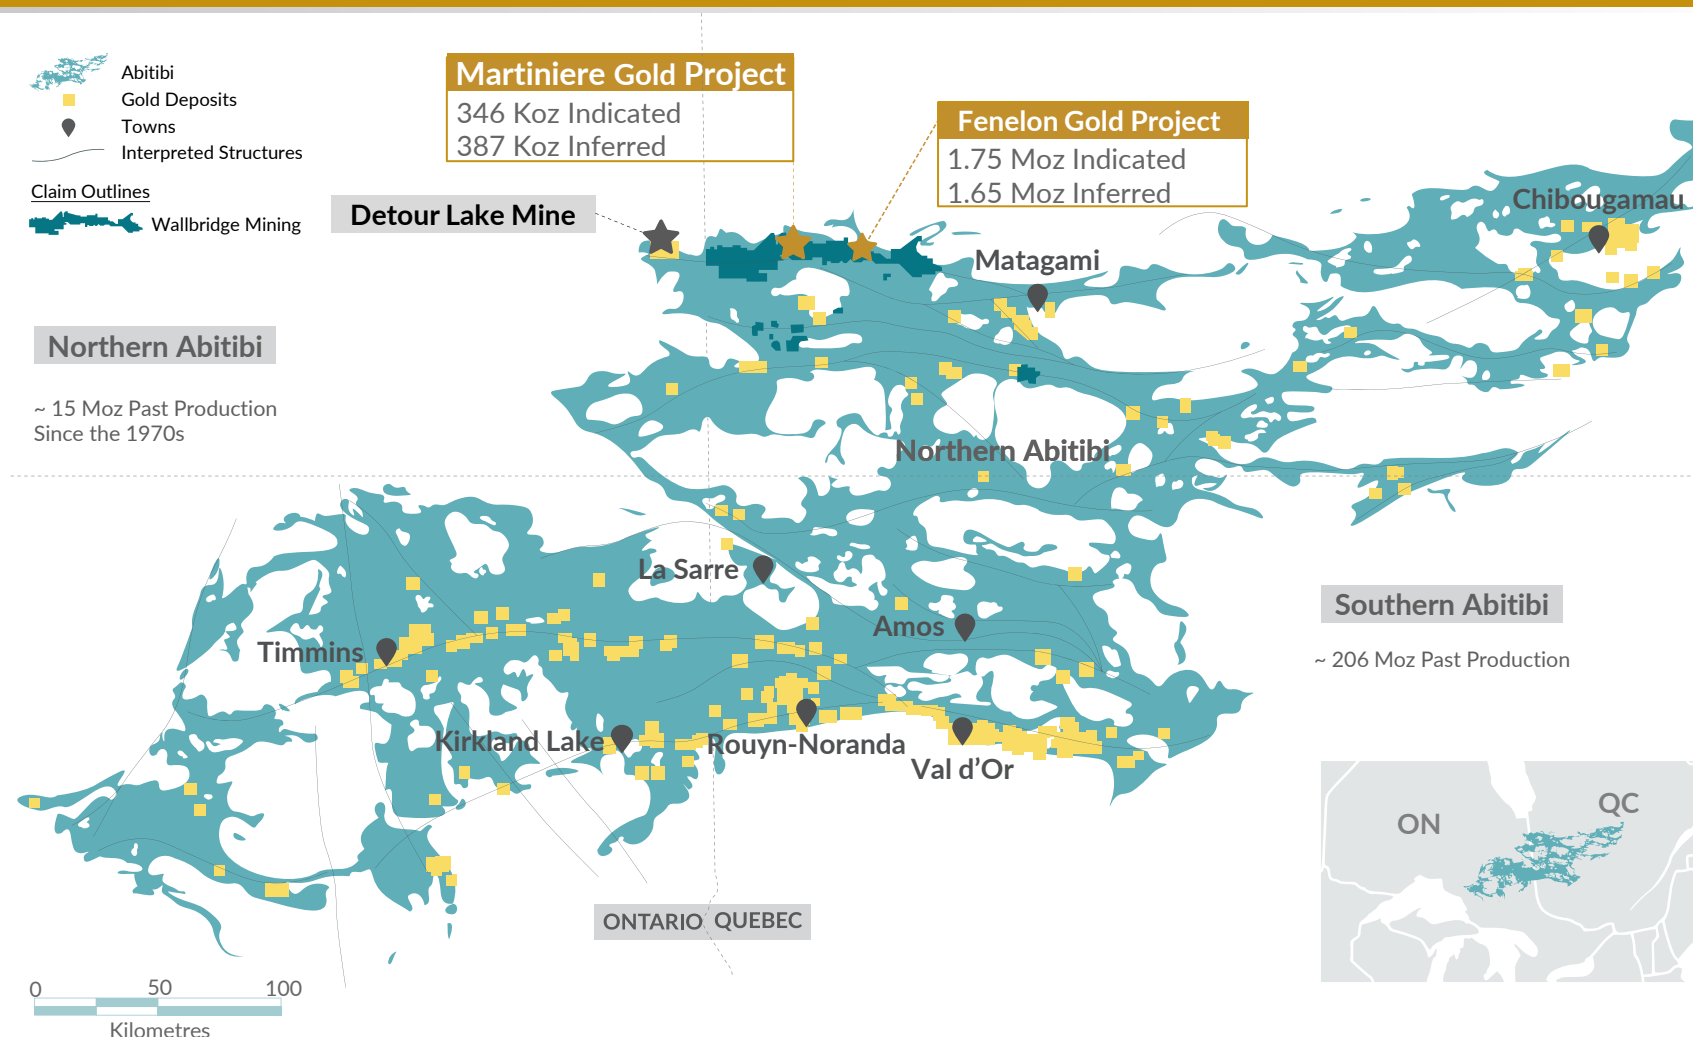 Abitibi
Gold Deposits
Towns
Interpreted Structures
Claim Outlines
Wallbridge Mining
Martiniere Gold Project
346 Koz Indicated
387 Koz Inferred
Fenelon Gold Project
1.75 Moz Indicated
1.65 Moz Inferred
Detour Lake Mine
Chibougamau
Matagami
Northern Abitibi
~ 15 Moz Past Production
Since the 1970s
Northern Abitibi
La Sarre
Amos
Timmins
Southern Abitibi
~ 206 Moz Past Production
Kirkland Lake
Rouyn-Noranda
Val d’Or
ON
QC
ONTARIO
QUEBEC
0 50 100
Kilometres